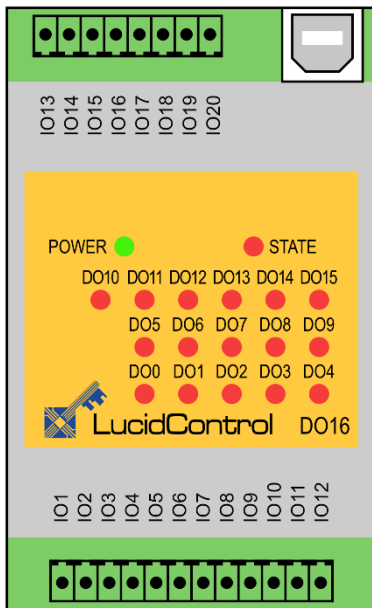 IO13 IO14 IO15 IO16 IO17 IO18 IO19 IO20
POWER STATE
DO10 DO11 DO12 DO13 DO14 DO15
DO5 DO6 DO7 DO8 DO9
DO0 DO1 DO2 DO3 DO4
LucidControl DO16
IO1 IO2 IO3 IO4 IO5 IO6 IO7 IO8 IO9 IO10 IO11 IO12